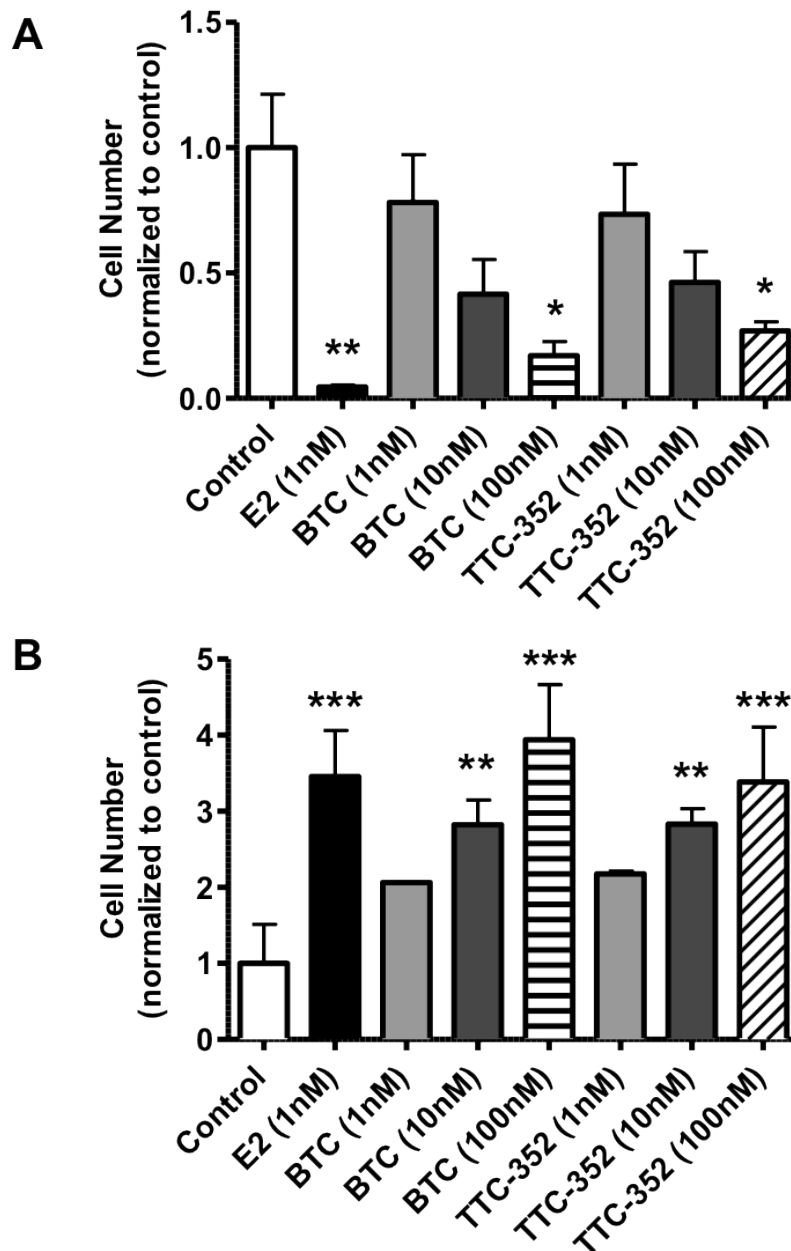 A
Cell Number
(normalized to control)
1.5
1.0
0.5
0.0
**
*
*
Control
E2 (1nM)
BTC (1nM)
BTC (10nM)
BTC (100nM)
TTC-352 (1nM)
TTC-352 (10nM)
TTC-352 (100nM)
B
Cell Number
(normalized to control)
5
4
3
2
1
0
***
**
***
**
***
Control
E2 (1nM)
BTC (1nM)
BTC (10nM)
BTC (100nM)
TTC-352 (1nM)
TTC-352 (10nM)
TTC-352 (100nM)